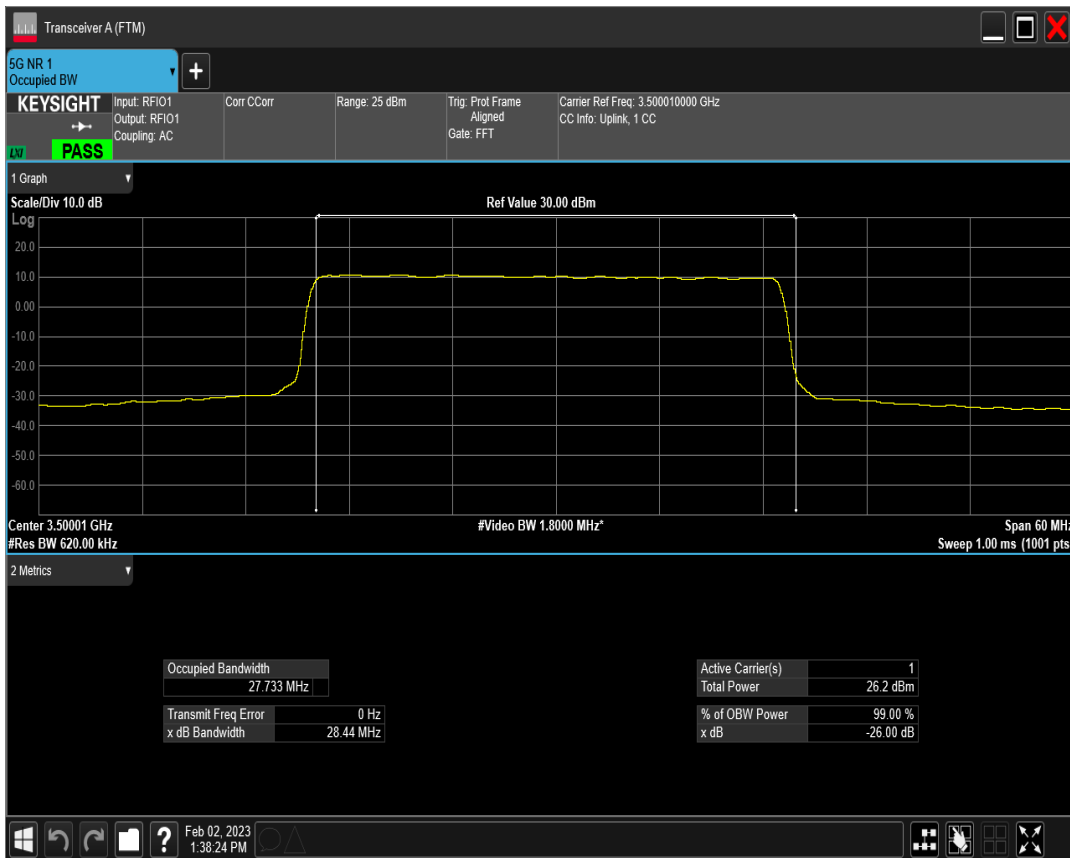 Transceiver A (FTM)
5G NR 1
Occupied BW
+
KEYSIGHT
LXI
PASS
Input: RFIO1
Output: RFIO1
Coupling: AC
Corr CCorr
Range: 25 dBm
Trig: Prot Frame
Aligned
Gate: FFT
Carrier Ref Freq: 3.500010000 GHz
CC Info: Uplink, 1 CC
1 Graph
Scale/Div 10.0 dB
Ref Value 30.00 dBm
Log
20.0
10.0
0.00
-10.0
-20.0
-30.0
-40.0
-50.0
-60.0
Center 3.50001 GHz
#Video BW 1.8000 MHz*
Span 60 MHz
#Res BW 620.00 kHz
Sweep 1.00 ms (1001 pts
2 Metrics
Occupied Bandwidth
27.733 MHz
Transmit Freq Error 0 Hz
x dB Bandwidth 28.44 MHz
Active Carrier(s) 1
Total Power 26.2 dBm
% of OBW Power 99.00 %
x dB -26.00 dB
?
Feb 02, 2023
1:38:24 PM